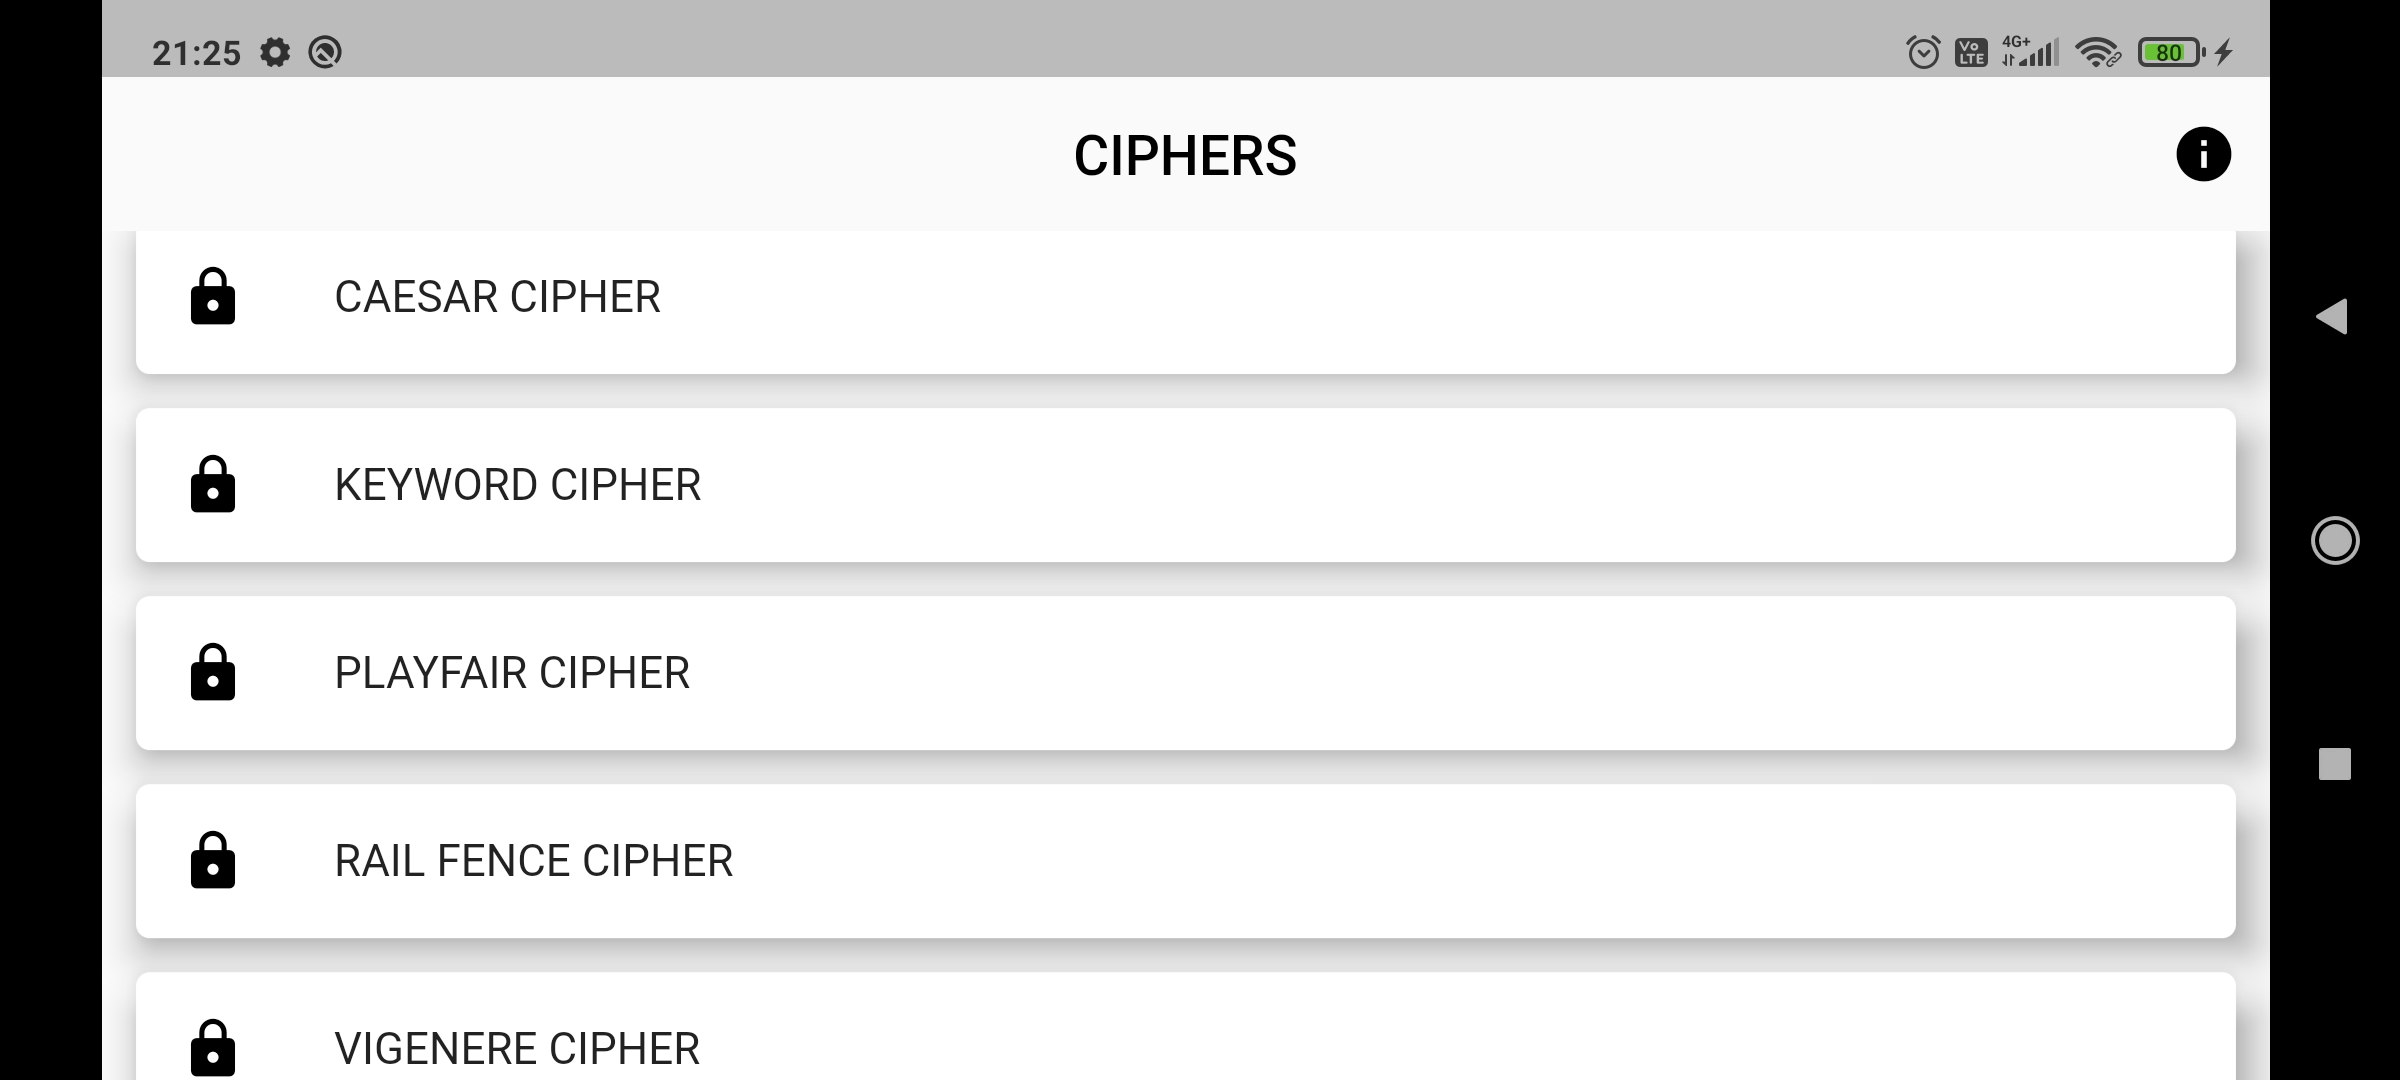 21:25
Vo
LTE
4G+
80
CIPHERS
CAESAR CIPHER
KEYWORD CIPHER
PLAYFAIR CIPHER
RAIL FENCE CIPHER
VIGENERE CIPHER